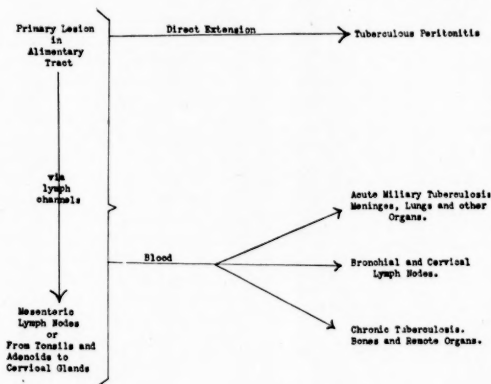 Primary Lesion
in
Alimentary
Tract
Direct Extension
Tuberculous Peritonitis
via
lymph
channels
Blood
Acute Miliary Tuberculosis
Meninges, Lungs and other
Organs.
Bronchial and Cervical
Lymph Nodes.
Chronic Tuberculosis.
Bones and Remote Organs.
Mesenteric
Lymph Nodes
or
From Tonsils and
Adenoids to
Cervical Glands